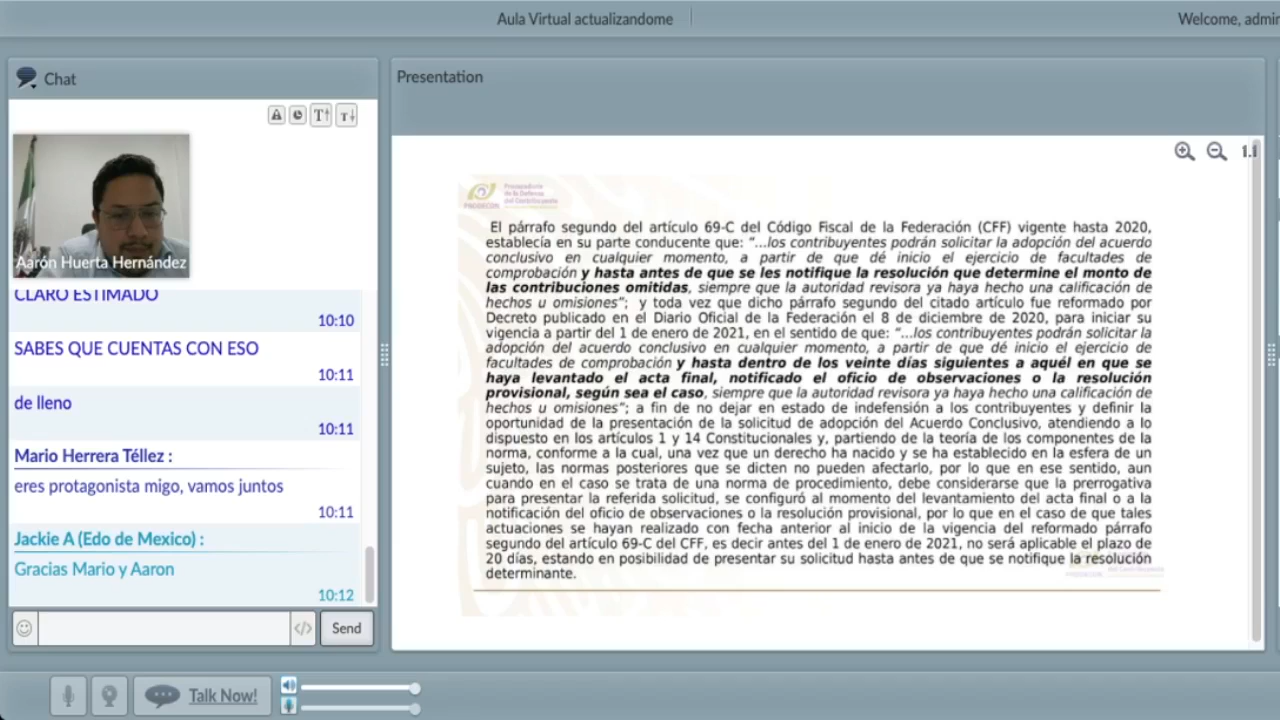 Aula Virtual actualizandome
Welcome, admin
Chat
Presentation
Aarón Huerta Hernández
CLARO ESTIMADO
10:10
SABES QUE CUENTAS CON ESO
10:11
de lleno
10:11
Mario Herrera Téllez :
eres protagonista migo, vamos juntos
10:11
Jackie A (Edo de Mexico) :
Gracias Mario y Aaron
10:12
Send
Talk Now!
1.1
Procuraduría
de la Defensa
del Contribuyente
PRODECON
El párrafo segundo del artículo 69-C del Código Fiscal de la Federación (CFF) vigente hasta 2020,
establecía en su parte conducente que: “...los contribuyentes podrán solicitar la adopción del acuerdo
conclusivo en cualquier momento, a partir de que dé inicio el ejercicio de facultades de
comprobación y hasta antes de que se les notifique la resolución que determine el monto de
las contribuciones omitidas, siempre que la autoridad revisora ya haya hecho una calificación de
hechos u omisiones”; y toda vez que dicho párrafo segundo del citado artículo fue reformado por
Decreto publicado en el Diario Oficial de la Federación el 8 de diciembre de 2020, para iniciar su
vigencia a partir del 1 de enero de 2021, en el sentido de que: “...los contribuyentes podrán solicitar la
adopción del acuerdo conclusivo en cualquier momento, a partir de que dé inicio el ejercicio de
facultades de comprobación y hasta dentro de los veinte días siguientes a aquél en que se
haya levantado el acta final, notificado el oficio de observaciones o la resolución
provisional, según sea el caso, siempre que la autoridad revisora ya haya hecho una calificación de
hechos u omisiones”; a fin de no dejar en estado de indefensión a los contribuyentes y definir la
oportunidad de la presentación de la solicitud de adopción del Acuerdo Conclusivo, atendiendo a lo
dispuesto en los artículos 1 y 14 Constitucionales y, partiendo de la teoría de los componentes de la
norma, conforme a la cual, una vez que un derecho ha nacido y se ha establecido en la esfera de un
sujeto, las normas posteriores que se dicten no pueden afectarlo, por lo que en ese sentido, aun
cuando en el caso se trata de una norma de procedimiento, debe considerarse que la prerrogativa
para presentar la referida solicitud, se configuró al momento del levantamiento del acta final o a la
notificación del oficio de observaciones o la resolución provisional, por lo que en el caso de que tales
actuaciones se hayan realizado con fecha anterior al inicio de la vigencia del reformado párrafo
segundo del artículo 69-C del CFF, es decir antes del 1 de enero de 2021, no será aplicable el plazo de
20 días, estando en posibilidad de presentar su solicitud hasta antes de que se notifique la resolución
determinante.